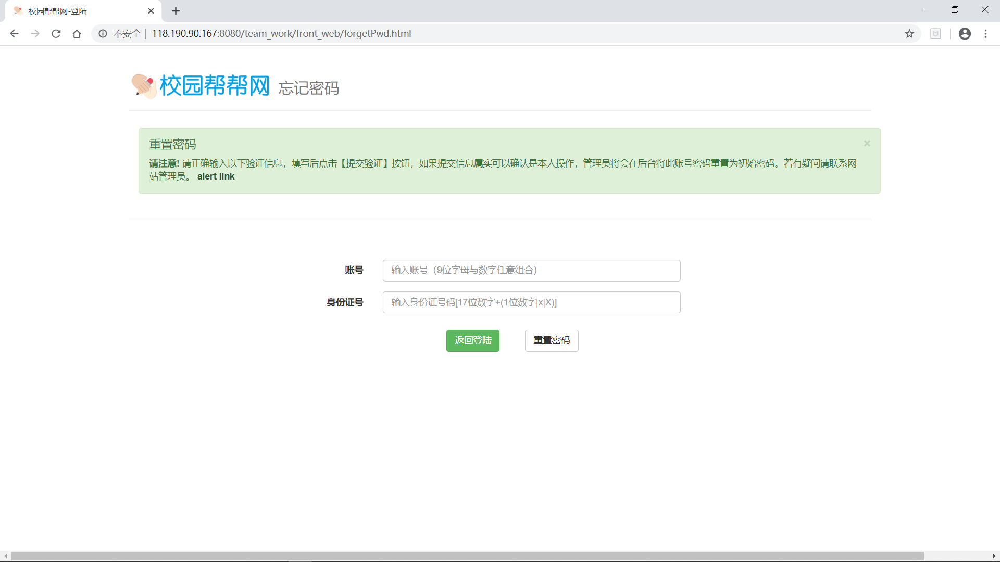 校园帮帮网-登陆
不安全 | 118.190.90.167:8080/team_work/front_web/forgetPwd.html
校园帮帮网 忘记密码
重置密码
×
请注意! 请正确输入以下验证信息，填写后点击【提交验证】按钮，如果提交信息属实可以确认是本人操作，管理员将会在后台将此账号密码重置为初始密码。若有疑问请联系网
站管理员。 alert link
账号 输入账号（9位字母与数字任意组合）
身份证号 输入身份证号码[17位数字+(1位数字|x|X)]
返回登陆 重置密码